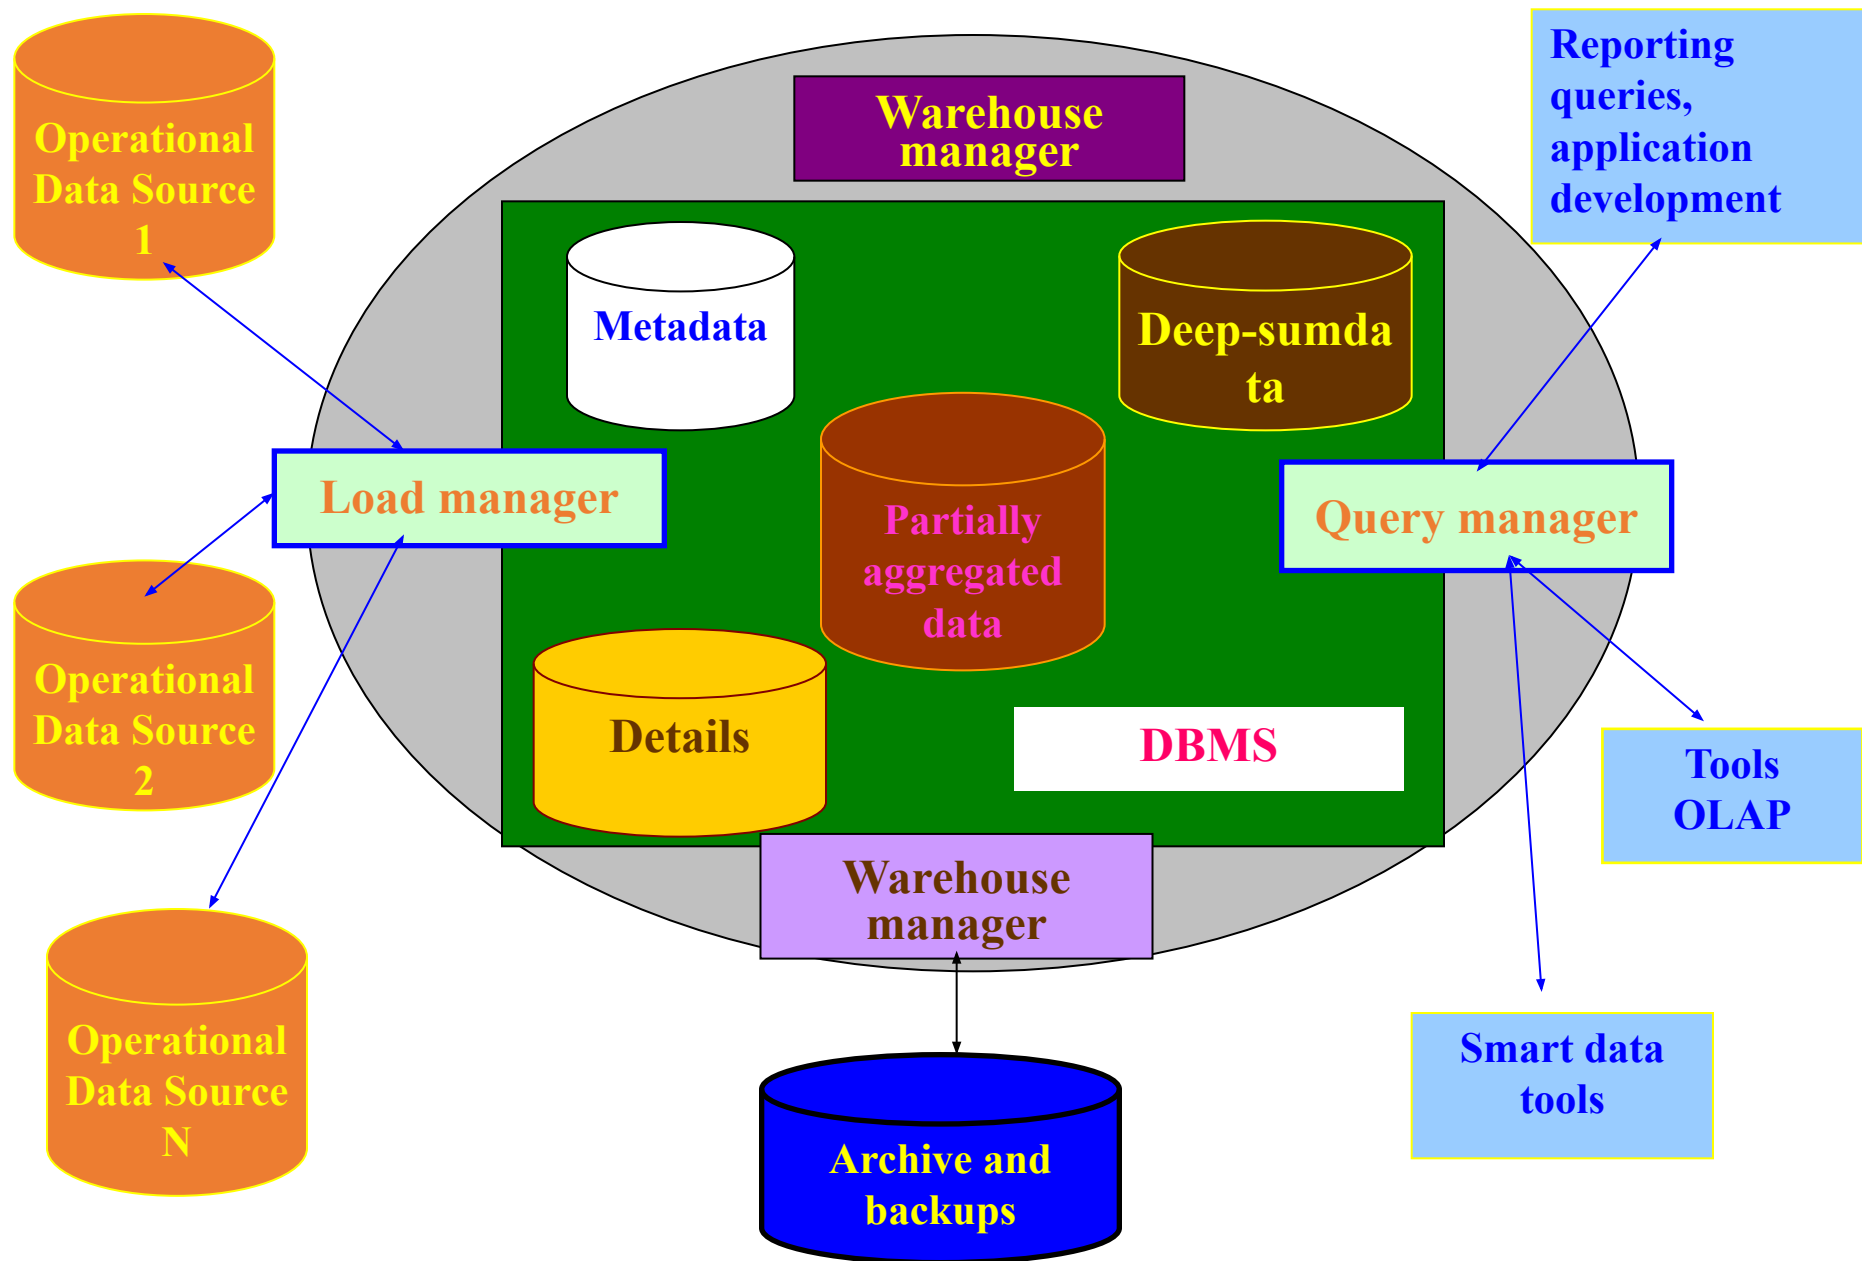 Operational
Data Source
1
Warehouse
manager
Reporting
queries,
application
development
Metadata
Deep-sumda
ta
Load manager
Partially
aggregated
data
Query manager
Operational
Data Source
2
Details
DBMS
Tools
OLAP
Warehouse
manager
Operational
Data Source
N
Smart data
tools
Archive and
backups